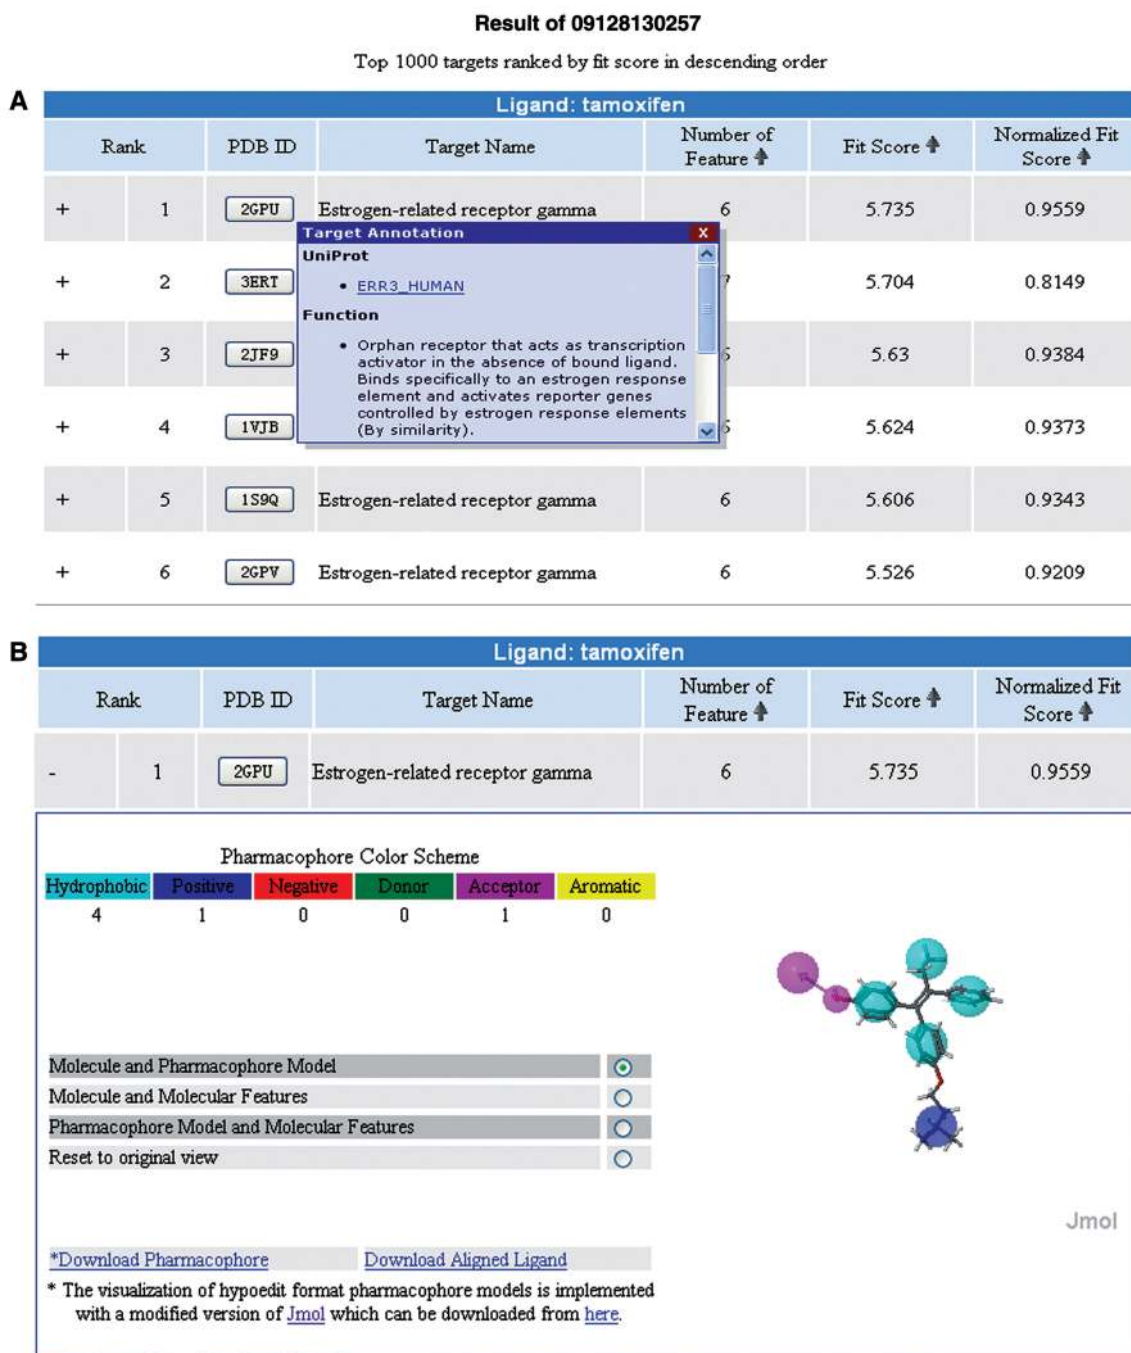 Result of 09128130257
Top 1000 targets ranked by fit score in descending order
A
Ligand: tamoxifen
Rank PDB ID Target Name Number of Feature Fit Score Normalized Fit Score
+ 1 2GPU Estrogen-related receptor gamma 6 5.735 0.9559
+ 2 3ERT 5.704 0.8149
+ 3 2JF9 5.63 0.9384
+ 4 1VJB 5.624 0.9373
+ 5 1S9Q Estrogen-related receptor gamma 6 5.606 0.9343
+ 6 2GPV Estrogen-related receptor gamma 6 5.526 0.9209
Target Annotation X
UniProt
• ERR3_HUMAN
Function
• Orphan receptor that acts as transcription
activator in the absence of bound ligand.
Binds specifically to an estrogen response
element and activates reporter genes
controlled by estrogen response elements
(By similarity).
B
Ligand: tamoxifen
Rank PDB ID Target Name Number of Feature Fit Score Normalized Fit Score
- 1 2GPU Estrogen-related receptor gamma 6 5.735 0.9559
Pharmacophore Color Scheme
Hydrophobic Positive Negative Donor Acceptor Aromatic
4 1 0 0 1 0
Molecule and Pharmacophore Model
Molecule and Molecular Features
Pharmacophore Model and Molecular Features
Reset to original view
Jmol
*Download Pharmacophore Download Aligned Ligand
* The visualization of hypoedit format pharmacophore models is implemented
with a modified version of Jmol which can be downloaded from here.